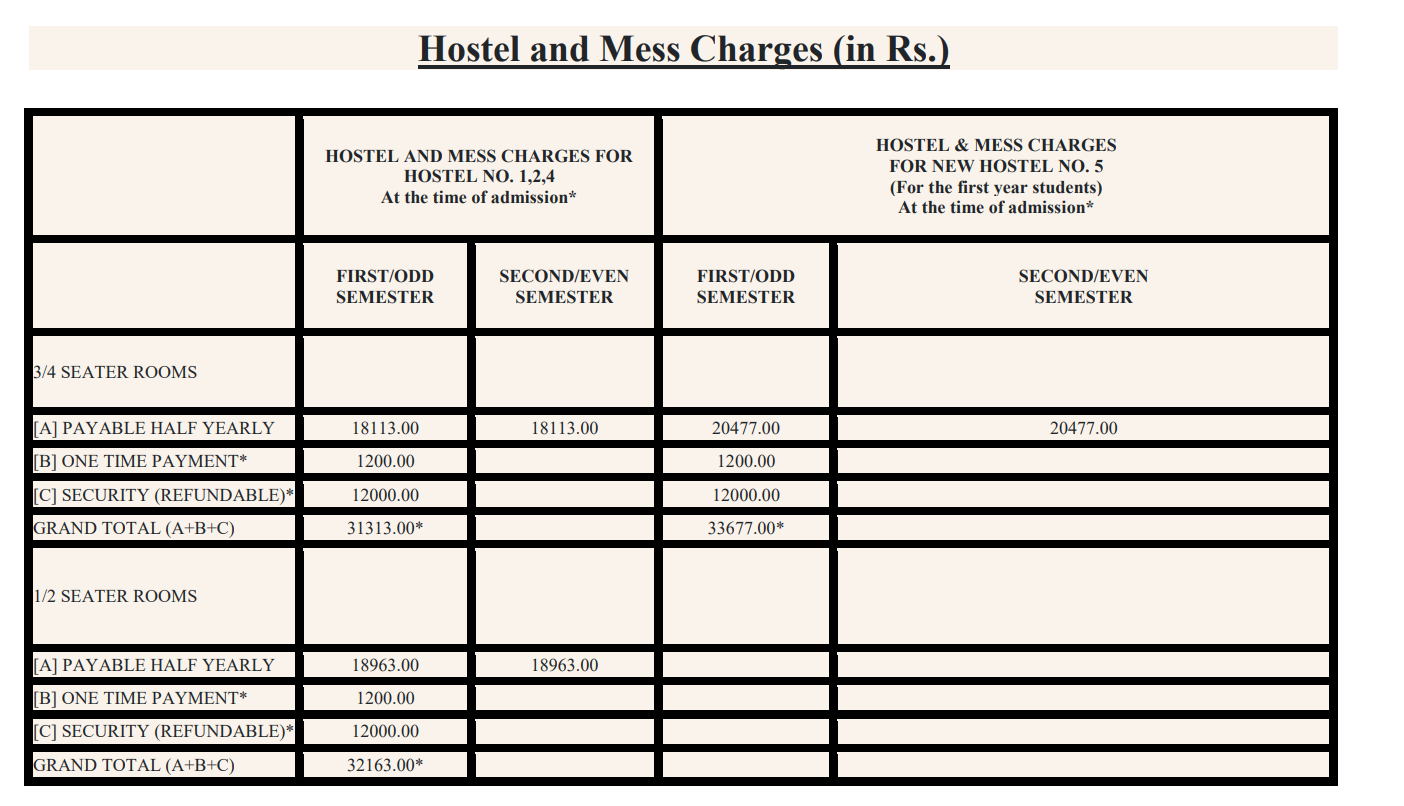 Hostel and Mess Charges (in Rs.)
HOSTEL AND MESS CHARGES FOR
HOSTEL NO. 1,2,4
At the time of admission*
HOSTEL & MESS CHARGES
FOR NEW HOSTEL NO. 5
(For the first year students)
At the time of admission*
FIRST/ODD
SEMESTER
SECOND/EVEN
SEMESTER
FIRST/ODD
SEMESTER
SECOND/EVEN
SEMESTER
3/4 SEATER ROOMS
[A] PAYABLE HALF YEARLY 18113.00 18113.00 20477.00 20477.00
[B] ONE TIME PAYMENT* 1200.00 1200.00
[C] SECURITY (REFUNDABLE)* 12000.00 12000.00
GRAND TOTAL (A+B+C) 31313.00* 33677.00*
1/2 SEATER ROOMS
[A] PAYABLE HALF YEARLY 18963.00 18963.00
[B] ONE TIME PAYMENT* 1200.00
[C] SECURITY (REFUNDABLE)* 12000.00
GRAND TOTAL (A+B+C) 32163.00*